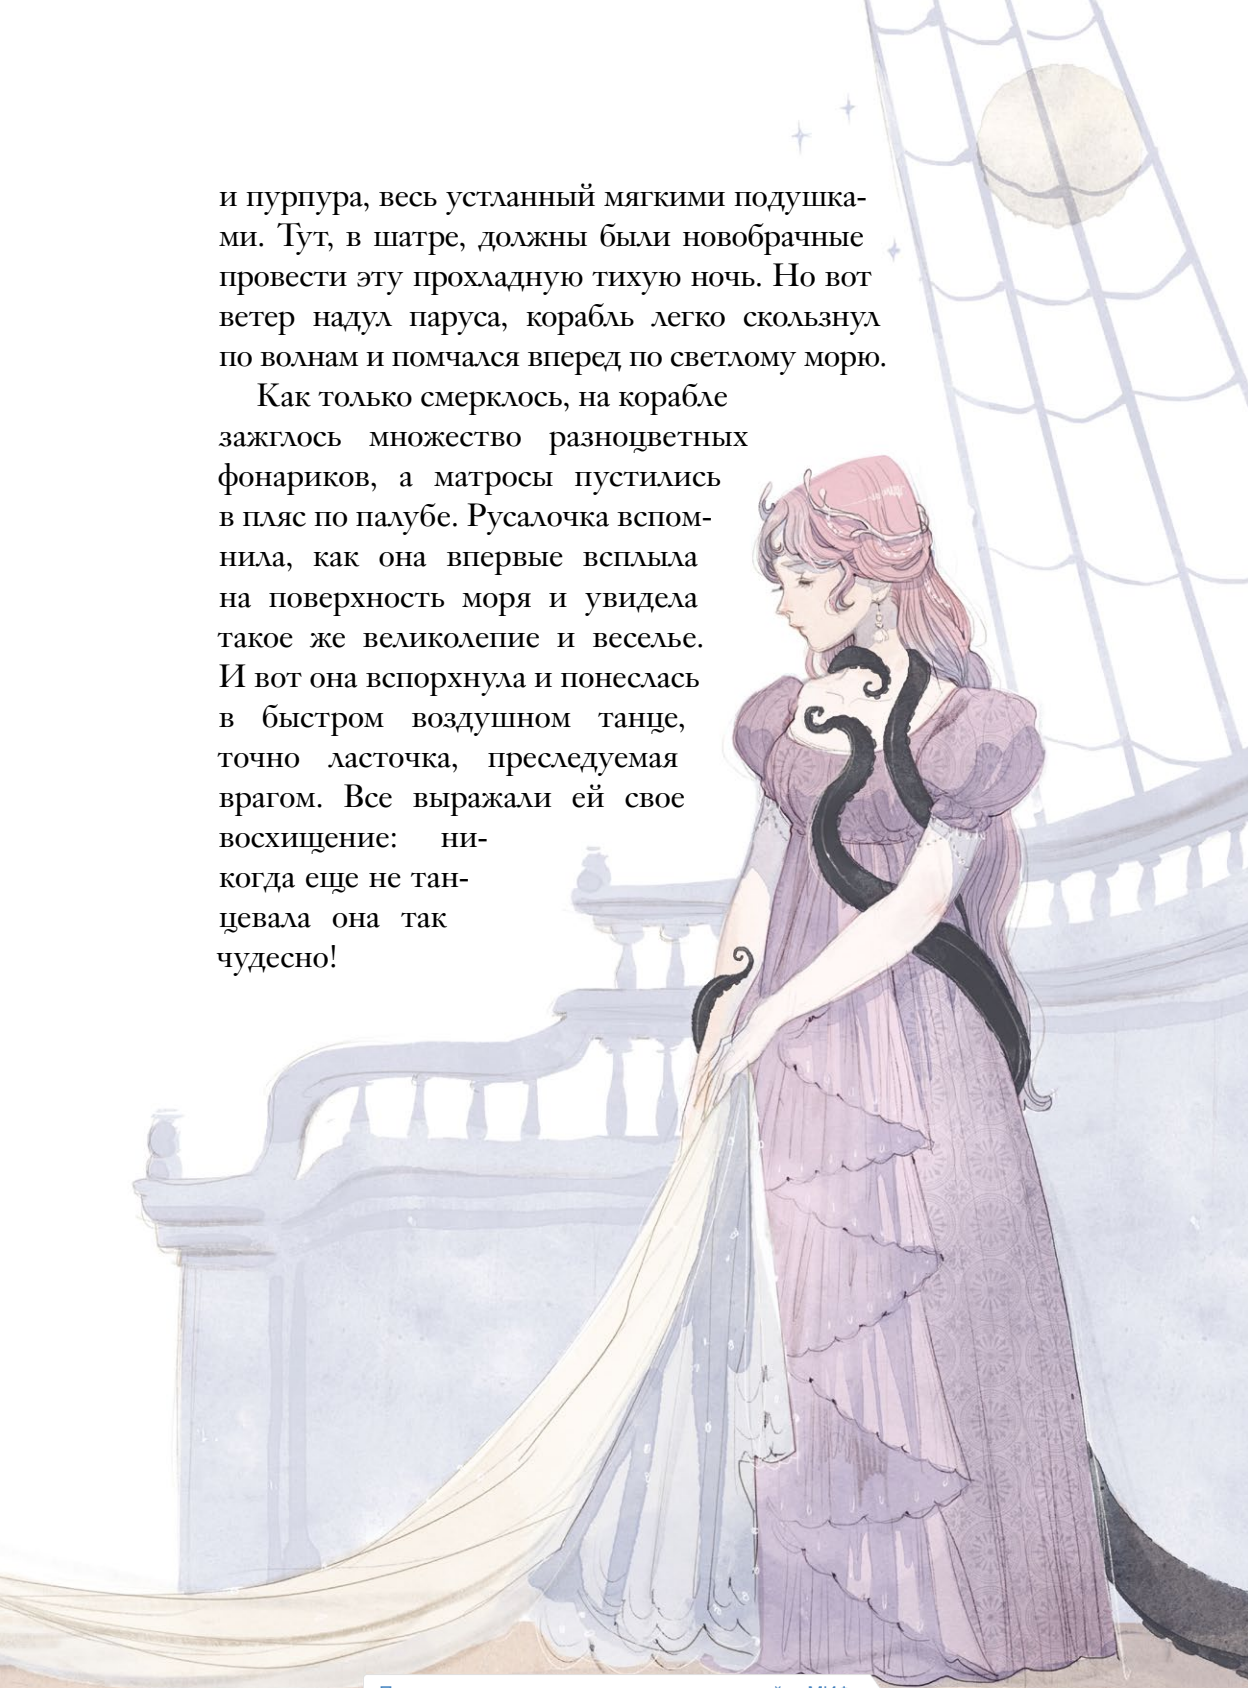 и пурпура, весь устланный мягкими подушка-
ми. Тут, в шатре, должны были новобрачные
провести эту прохладную тихую ночь. Но вот
ветер надул паруса, корабль легко скользнул
по волнам и помчался вперед по светлому морю.
Как только смерклось, на корабле
зажглось множество разноцветных
фонариков, а матросы пустились
в пляс по палубе. Русалочка вспом-
нила, как она впервые всплыла
на поверхность моря и увидела
такое же великолепие и веселье.
И вот она вспорхнула и понеслась
в быстром воздушном танце,
точно ласточка, преследуемая
врагом. Все выражали ей свое
восхищение: ни-
когда еще не тан-
цевала она так
чудесно!